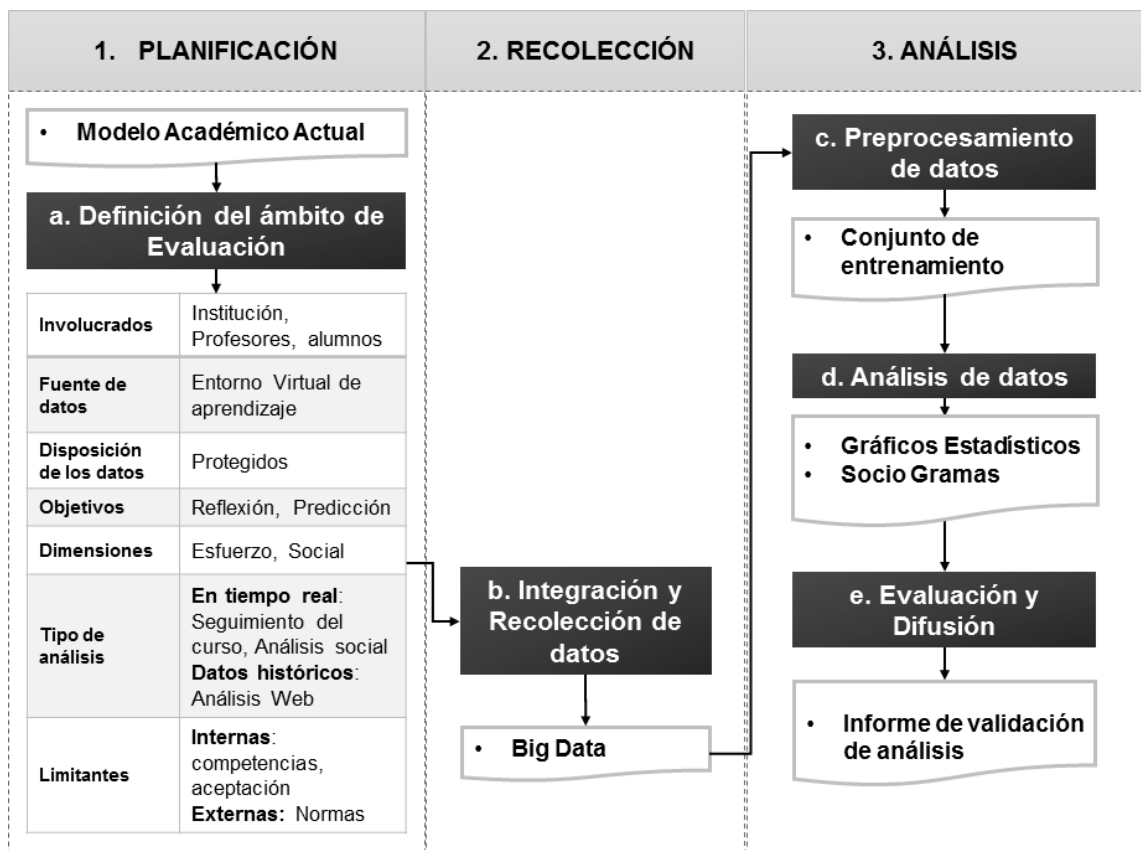 1. PLANIFICACIÓN
• Modelo Académico Actual
a. Definición del ámbito de
Evaluación
Involucrados
Institución,
Profesores, alumnos
Fuente de
datos
Entorno Virtual de
aprendizaje
Disposición
de los datos
Protegidos
Objetivos
Reflexión, Predicción
Dimensiones
Esfuerzo, Social
Tipo de
análisis
En tiempo real:
Seguimiento del
curso, Análisis social
Datos históricos:
Análisis Web
Limitantes
Internas:
competencias,
aceptación
Externas: Normas
2. RECOLECCIÓN
b. Integración y
Recolección de
datos
• Big Data
3. ANÁLISIS
c. Preprocesamiento
de datos
• Conjunto de
entrenamiento
d. Análisis de datos
• Gráficos Estadísticos
• Socio Gramas
e. Evaluación y
Difusión
• Informe de validación
de análisis